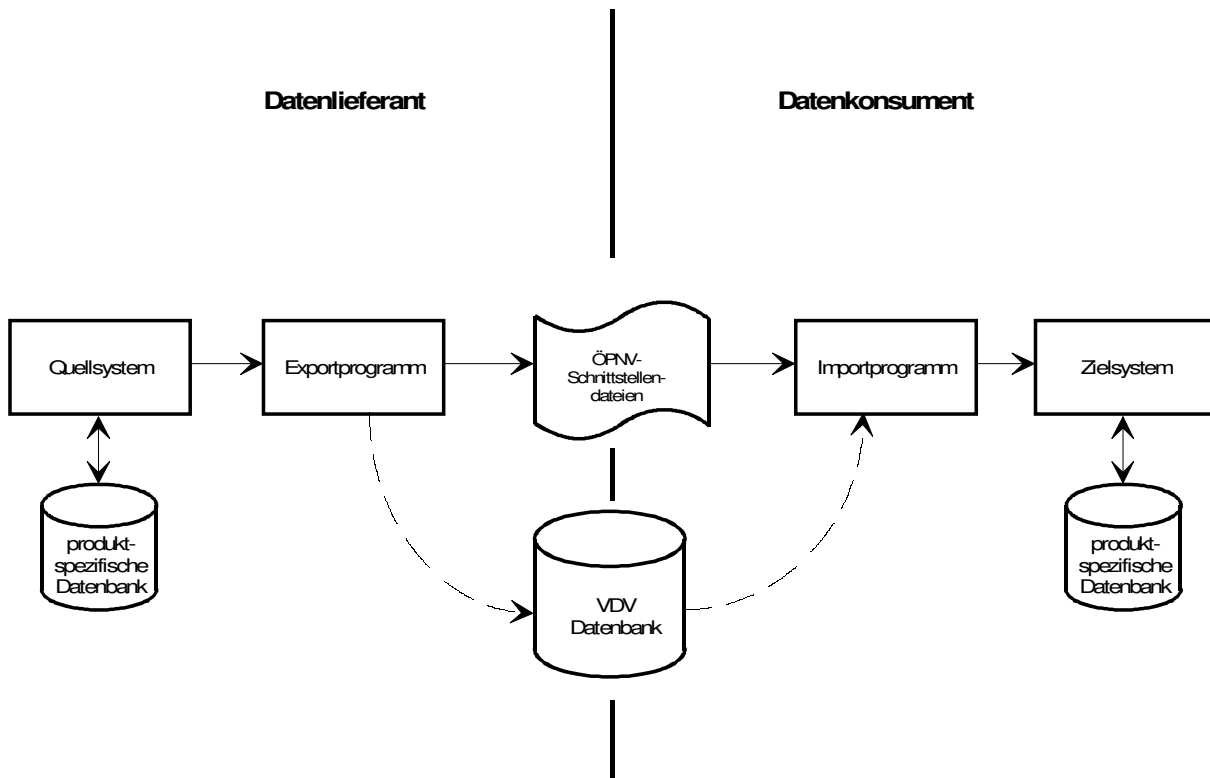 Datenlieferant
Datenkonsument
Quellsystem
Exportprogramm
ÖPNV-
Schnittstellen-
dateien
Importprogramm
Zielsystem
produkt-
spezifische
Datenbank
VDV
Datenbank
produkt-
spezifische
Datenbank